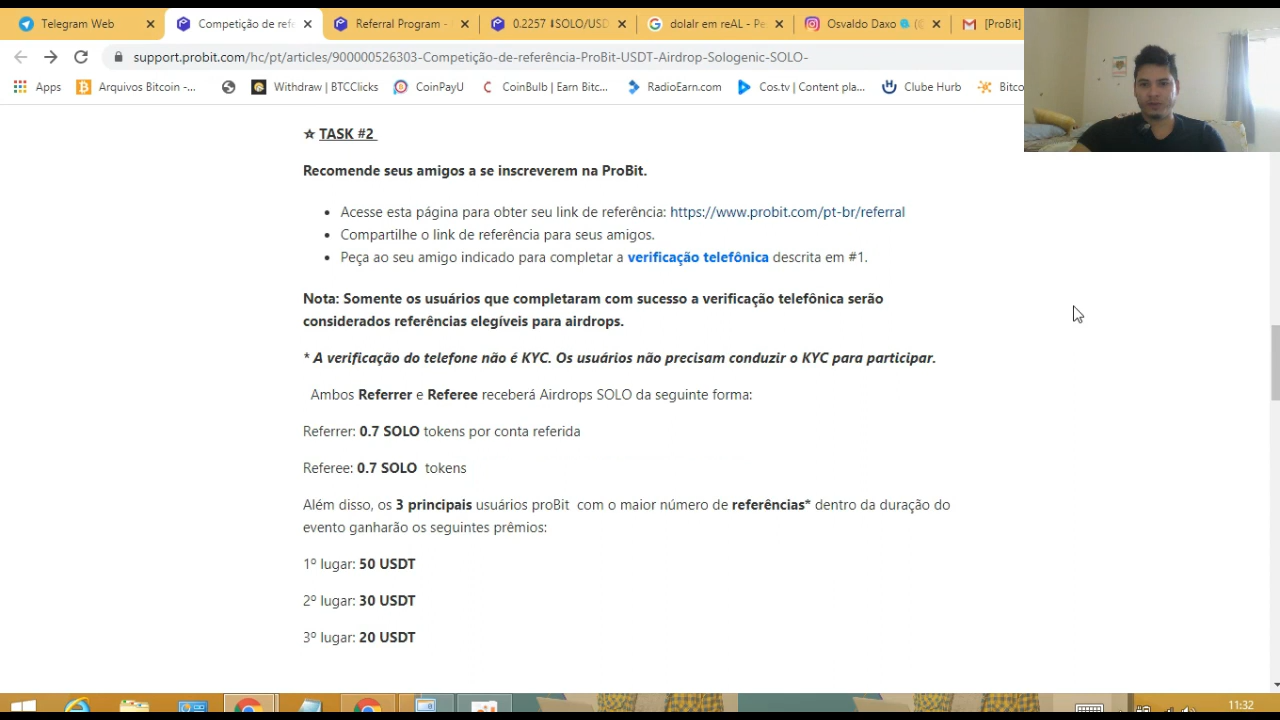 Telegram Web
Competição de refe
Referral Program -
0.2257 SOLO/USD
dolalr em reAL - Pe
Osvaldo Daxo
[ProBit]
support.probit.com/hc/pt/articles/900000526303-Competição-de-referência-ProBit-USDT-Airdrop-Sologenic-SOLO-
Apps
Arquivos Bitcoin -...
Withdraw | BTCClicks
CoinPayU
CoinBulb | Earn Bitc...
RadioEarn.com
Cos.tv | Content pla...
Clube Hurb
Bitco
☆ TASK #2
Recomende seus amigos a se inscreverem na ProBit.
• Acesse esta página para obter seu link de referência: https://www.probit.com/pt-br/referral
• Compartilhe o link de referência para seus amigos.
• Peça ao seu amigo indicado para completar a verificação telefônica descrita em #1.
Nota: Somente os usuários que completaram com sucesso a verificação telefônica serão
considerados referências elegíveis para airdrops.
* A verificação do telefone não é KYC. Os usuários não precisam conduzir o KYC para participar.
Ambos Referrer e Referee receberá Airdrops SOLO da seguinte forma:
Referrer: 0.7 SOLO tokens por conta referida
Referee: 0.7 SOLO tokens
Além disso, os 3 principais usuários proBit com o maior número de referências* dentro da duração do
evento ganharão os seguintes prêmios:
1º lugar: 50 USDT
2º lugar: 30 USDT
3º lugar: 20 USDT
11:32